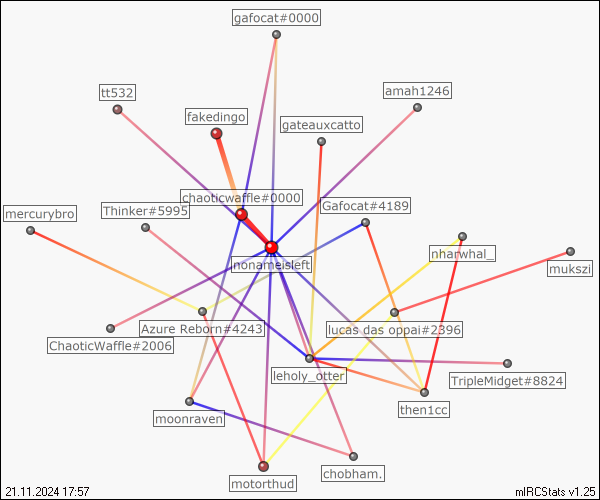 gafocat#0000
tt532
amah1246
fakedingo
gateauxcatto
chaoticwaffle#0000
mercurybro
Thinker#5995
Gafocat#4189
nharwhal_
nonameisleft
mukszi
ChaoticWaffle#2006
Azure Reborn#4243
lucas das oppai#2396
leholy_otter
TripleMidget#8824
then1cc
moonraven
chobham.
motorthud
21.11.2024 17:57
mIRCStats v1.25